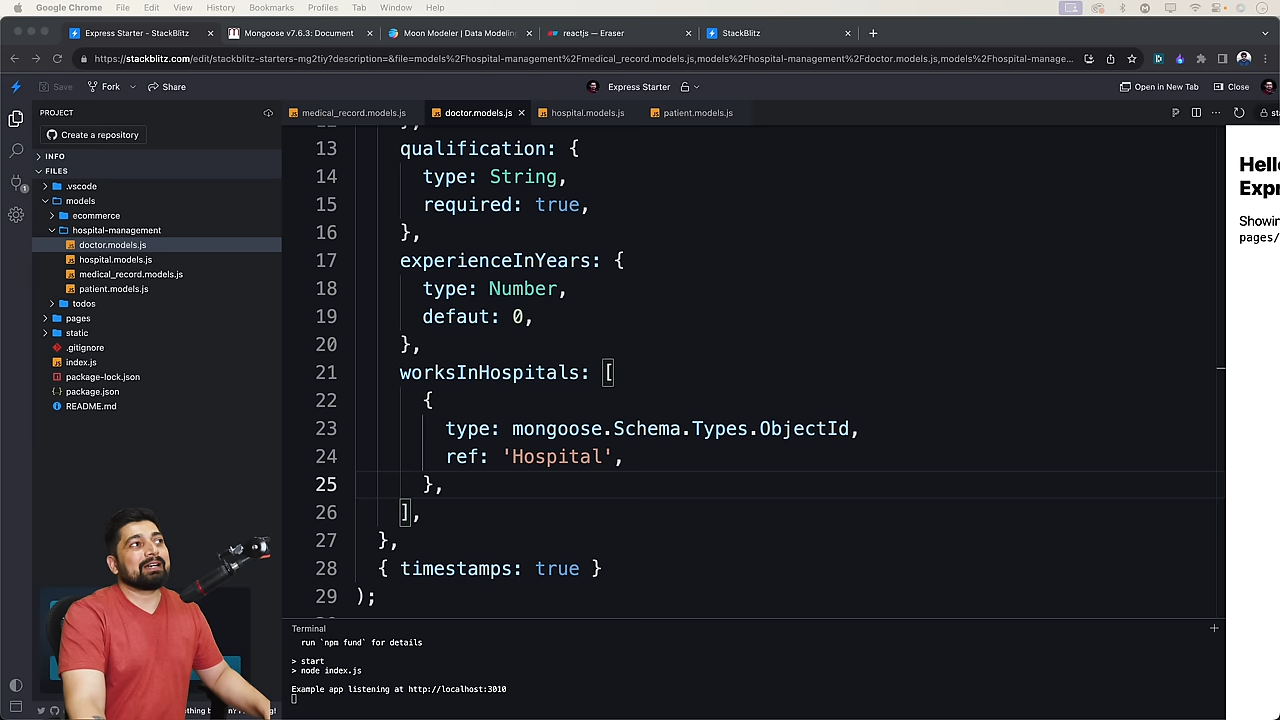 Google Chrome File Edit View History Bookmarks Profiles Tab Window Help
Express Starter - StackBlitz
Mongoose v7.6.3: Document
Moon Modeler | Data Modeling
reactjs — Eraser
StackBlitz
https://stackblitz.com/edit/stackblitz-starters-mg2tiy?description=&file=models%2Fhospital-management%2Fmedical_record.models.js,models%2Fhospital-management%2Fdoctor.models.js,models%2Fhospital-management%2Fhospital.models.js,models%2Fhospital-manage...
Save Fork Share Express Starter Open in New Tab Close
PROJECT
Create a repository
INFO
FILES
.vscode
models
ecommerce
hospital-management
doctor.models.js
hospital.models.js
medical_record.models.js
patient.models.js
todos
pages
static
.gitignore
index.js
package-lock.json
package.json
README.md
medical_record.models.js doctor.models.js hospital.models.js patient.models.js
13 qualification: {
14 type: String,
15 required: true,
16 },
17 experienceInYears: {
18 type: Number,
19 defaut: 0,
20 },
21 worksInHospitals: [
22 {
23 type: mongoose.Schema.Types.ObjectId,
24 ref: 'Hospital',
25 },
26 ],
27 },
28 { timestamps: true }
29 );
Terminal
run `npm fund` for details
> start
> node index.js
Example app listening at http://localhost:3010
Hello
Expr
Showin
pages/